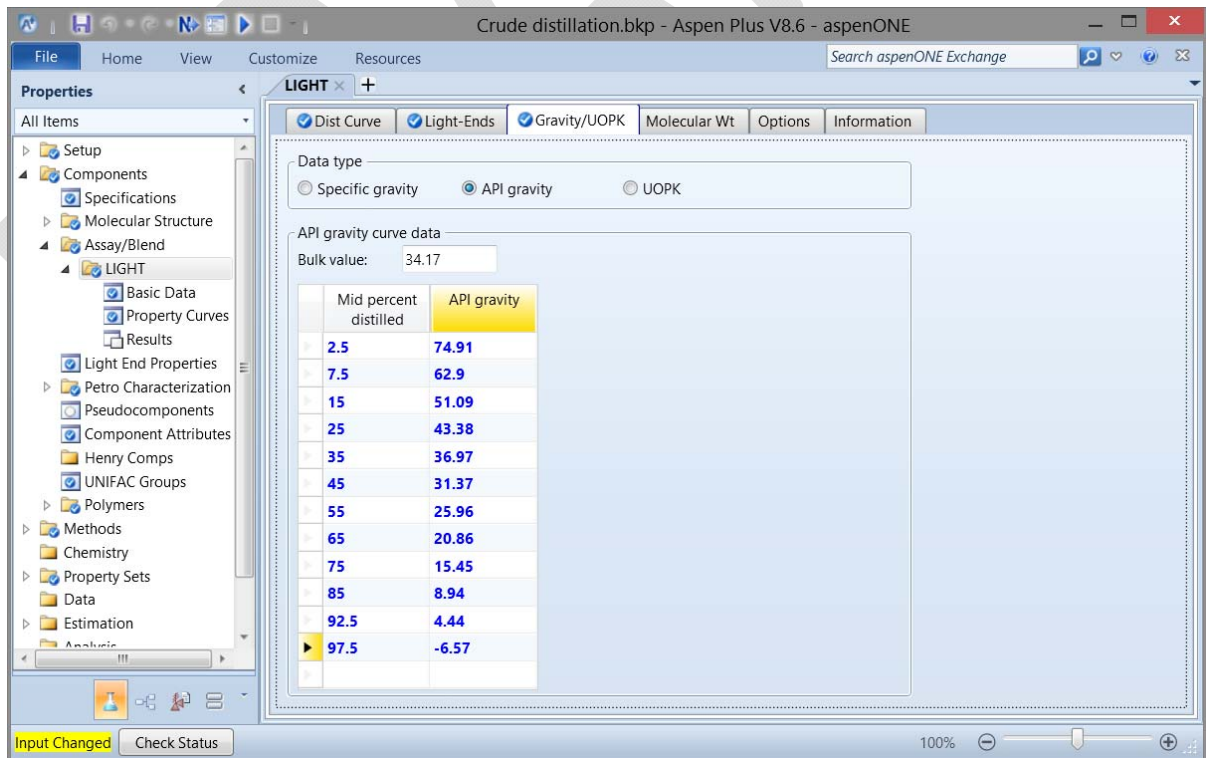 Crude distillation.bkp - Aspen Plus V8.6 - aspenONE
File Home View Customize Resources Search aspenONE Exchange
Properties
LIGHT
All Items
Dist Curve Light-Ends Gravity/UOPK Molecular Wt Options Information
Setup
Components
Specifications
Molecular Structure
Assay/Blend
LIGHT
Basic Data
Property Curves
Results
Light End Properties
Petro Characterization
Pseudocomponents
Component Attributes
Henry Comps
UNIFAC Groups
Polymers
Methods
Chemistry
Property Sets
Data
Estimation
Analysis
Data type
Specific gravity API gravity UOPK
API gravity curve data
Bulk value: 34.17
Mid percent distilled API gravity
2.5 74.91
7.5 62.9
15 51.09
25 43.38
35 36.97
45 31.37
55 25.96
65 20.86
75 15.45
85 8.94
92.5 4.44
97.5 -6.57
Input Changed Check Status 100%